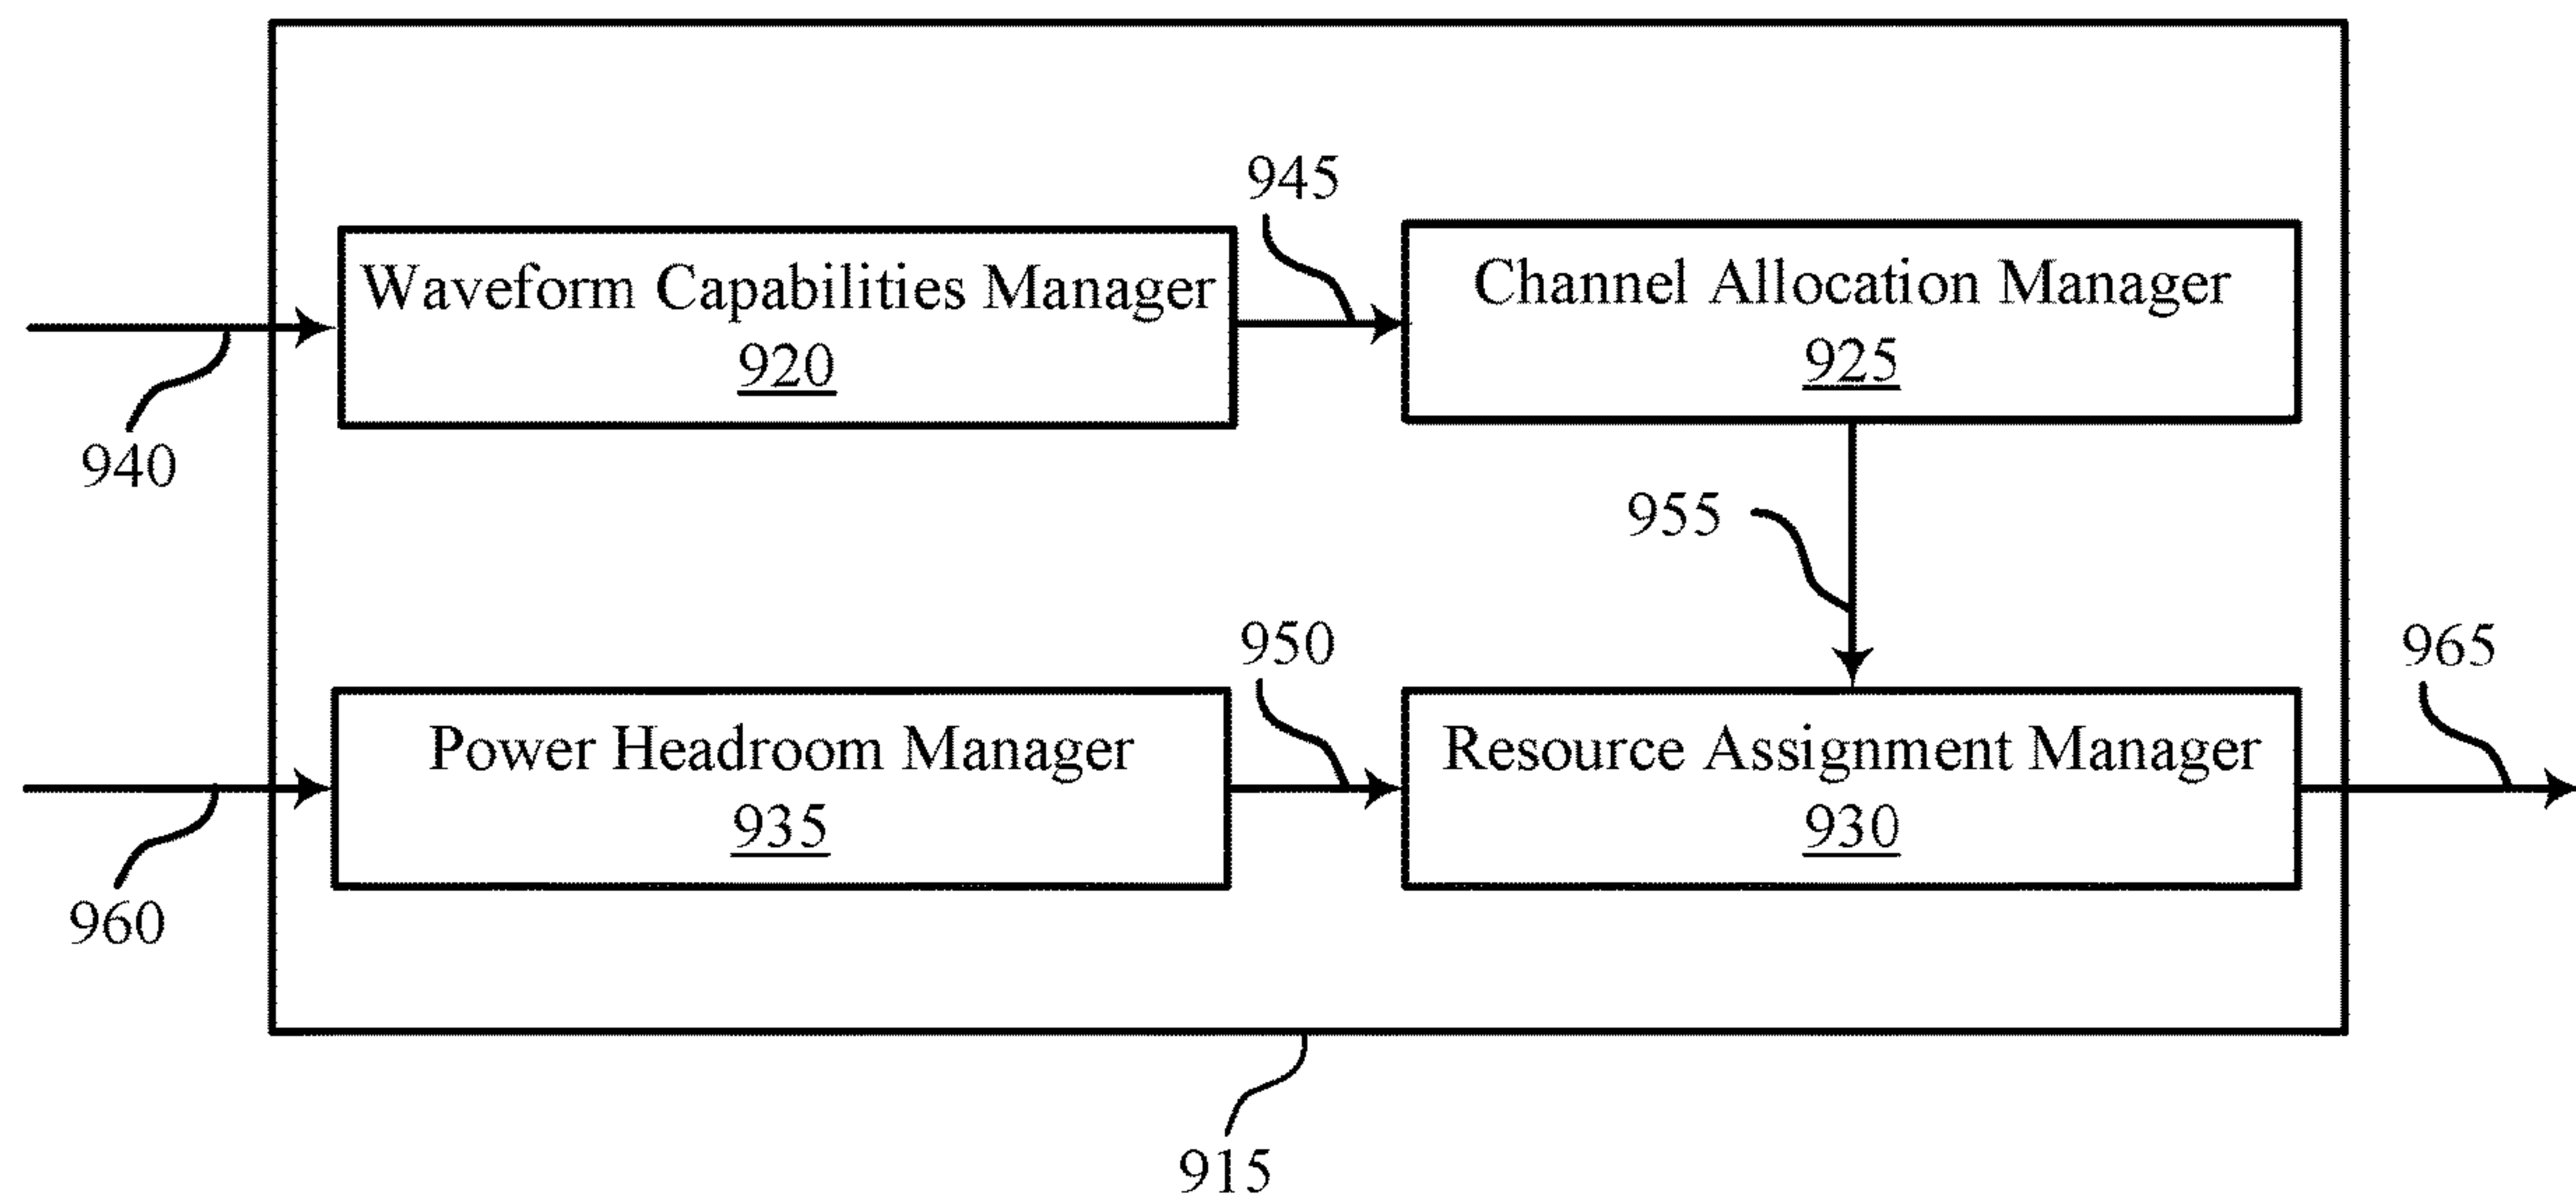 945
Waveform Capabilities Manager
920
Channel Allocation Manager
925
940
955
950
965
Power Headroom Manager
935
Resource Assignment Manager
930
960
915